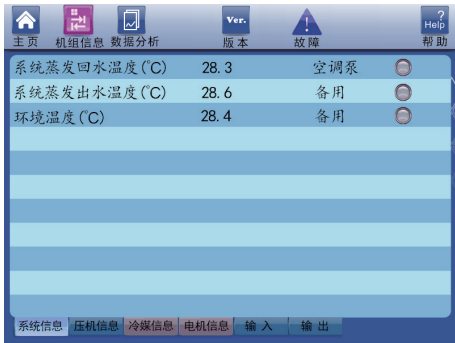 Ver. Help
主页 机组信息 数据分析 版本 故障 帮助
系统蒸发回水温度(℃) 28.3 空调泵
系统蒸发出水温度(℃) 28.6 备用
环境温度(℃) 28.4 备用
系统信息 压机信息 冷媒信息 电机信息 输入 输出